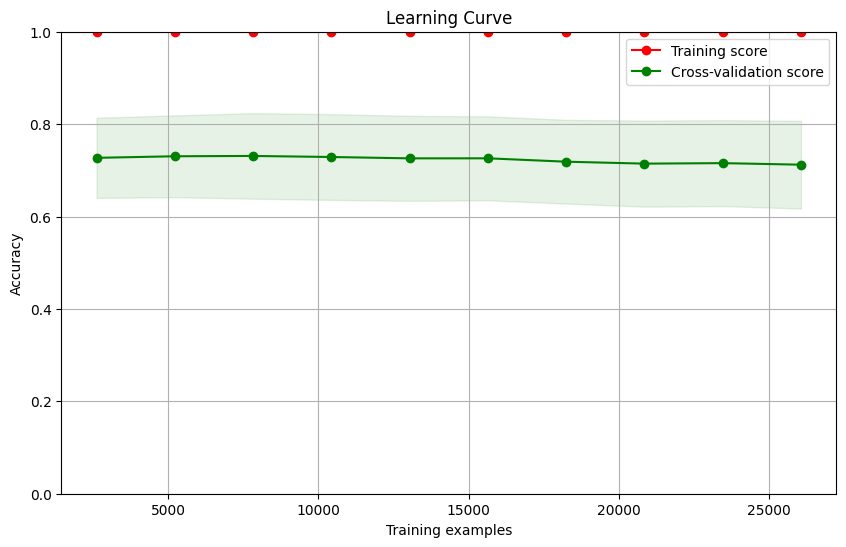 Learning Curve
Training score
Cross-validation score
1.0
0.8
0.6
0.4
0.2
0.0
Accuracy
5000 10000 15000 20000 25000
Training examples